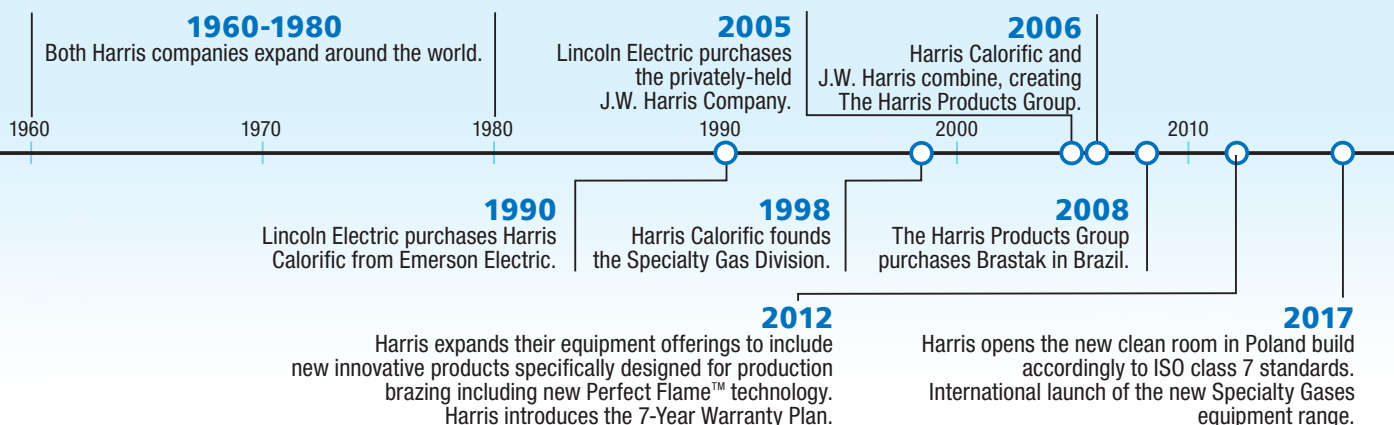 1960-1980
Both Harris companies expand around the world.
2005
Lincoln Electric purchases
the privately-held
J.W. Harris Company.
2006
Harris Calorific and
J.W. Harris combine, creating
The Harris Products Group.
1960
1970
1980
1990
2000
2010
1990
Lincoln Electric purchases Harris
Calorific from Emerson Electric.
1998
Harris Calorific founds
the Specialty Gas Division.
2008
The Harris Products Group
purchases Brastak in Brazil.
2012
Harris expands their equipment offerings to include
new innovative products specifically designed for production
brazing including new Perfect Flame™ technology.
Harris introduces the 7-Year Warranty Plan.
2017
Harris opens the new clean room in Poland build
accordingly to ISO class 7 standards.
International launch of the new Specialty Gases
equipment range.